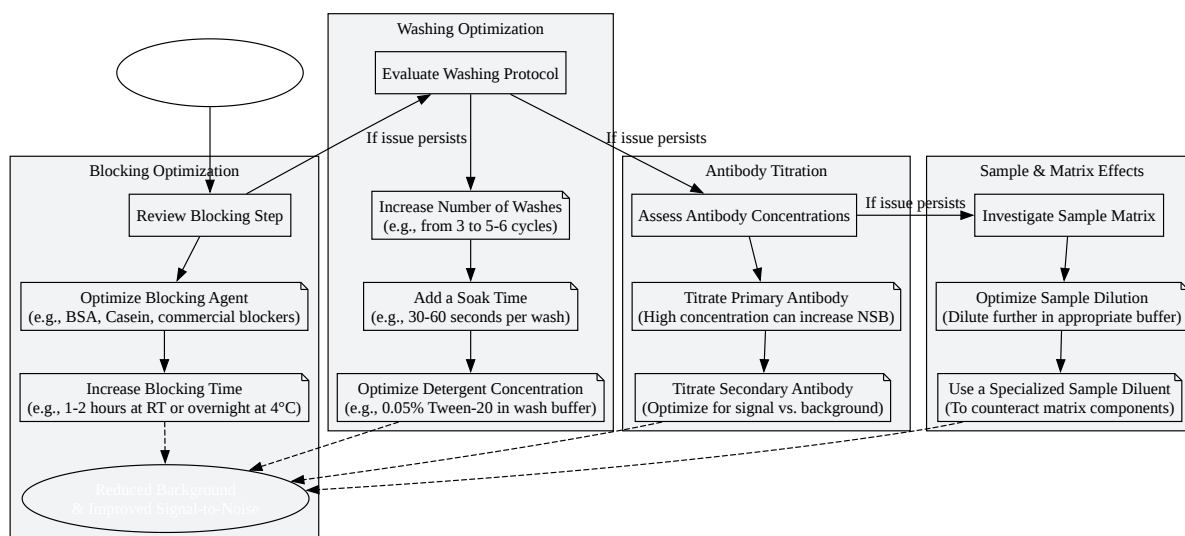 Washing Optimization
Evaluate Washing Protocol
If issue persists
If issue persists
Blocking Optimization
Review Blocking Step
Optimize Blocking Agent
(e.g., BSA, Casein, commercial blockers)
Increase Blocking Time
(e.g., 1-2 hours at RT or overnight at 4°C)
Increase Number of Washes
(e.g., from 3 to 5-6 cycles)
Add a Soak Time
(e.g., 30-60 seconds per wash)
Optimize Detergent Concentration
(e.g., 0.05% Tween-20 in wash buffer)
Antibody Titration
Assess Antibody Concentrations
If issue persists
Titrate Primary Antibody
(High concentration can increase NSB)
Titrate Secondary Antibody
(Optimize for signal vs. background)
Sample & Matrix Effects
Investigate Sample Matrix
Optimize Sample Dilution
(Dilute further in appropriate buffer)
Use a Specialized Sample Diluent
(To counteract matrix components)
Reduced Background
& Improved Signal-to-Noise